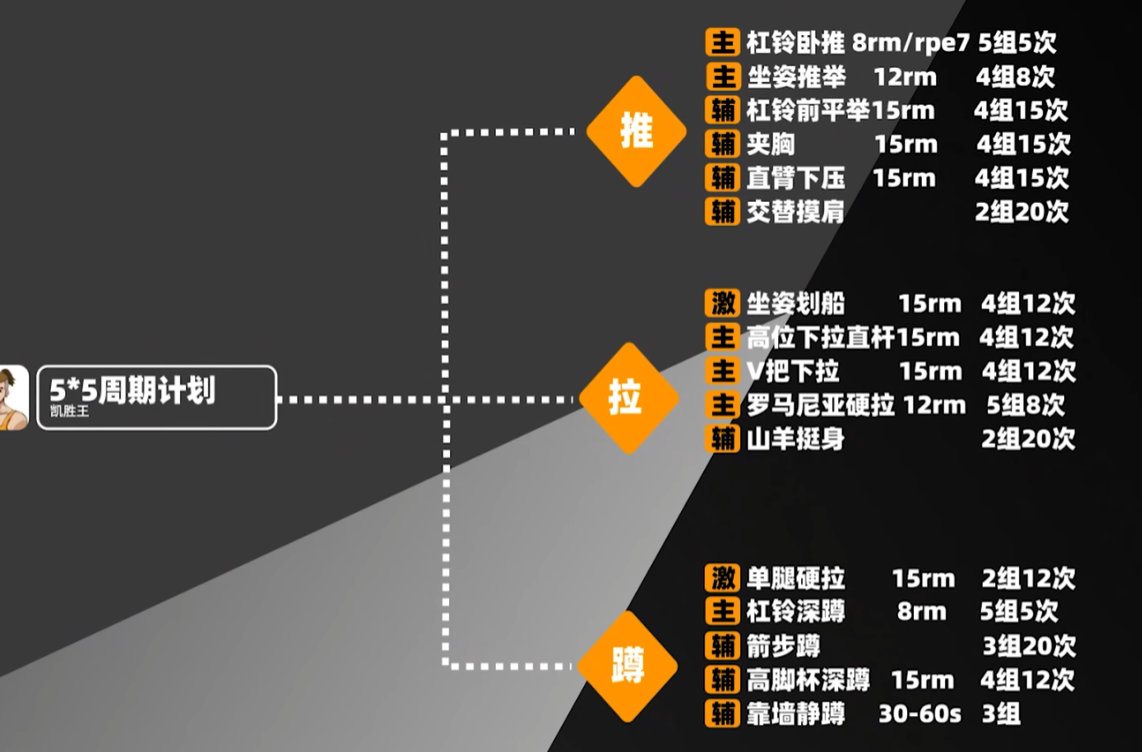 5*5周期计划
凯胜王
推
主 杠铃卧推 8rm/rpe7 5组5次
主 坐姿推举 12rm 4组8次
辅 杠铃前平举15rm 4组15次
辅 夹胸 15rm 4组15次
辅 直臂下压 15rm 4组15次
辅 交替摸肩 2组20次
拉
激 坐姿划船 15rm 4组12次
主 高位下拉直杆15rm 4组12次
主 V把下拉 15rm 4组12次
主 罗马尼亚硬拉 12rm 5组8次
辅 山羊挺身 2组20次
蹲
激 单腿硬拉 15rm 2组12次
主 杠铃深蹲 8rm 5组5次
辅 箭步蹲 3组20次
辅 高脚杯深蹲 15rm 4组12次
辅 靠墙静蹲 30-60s 3组